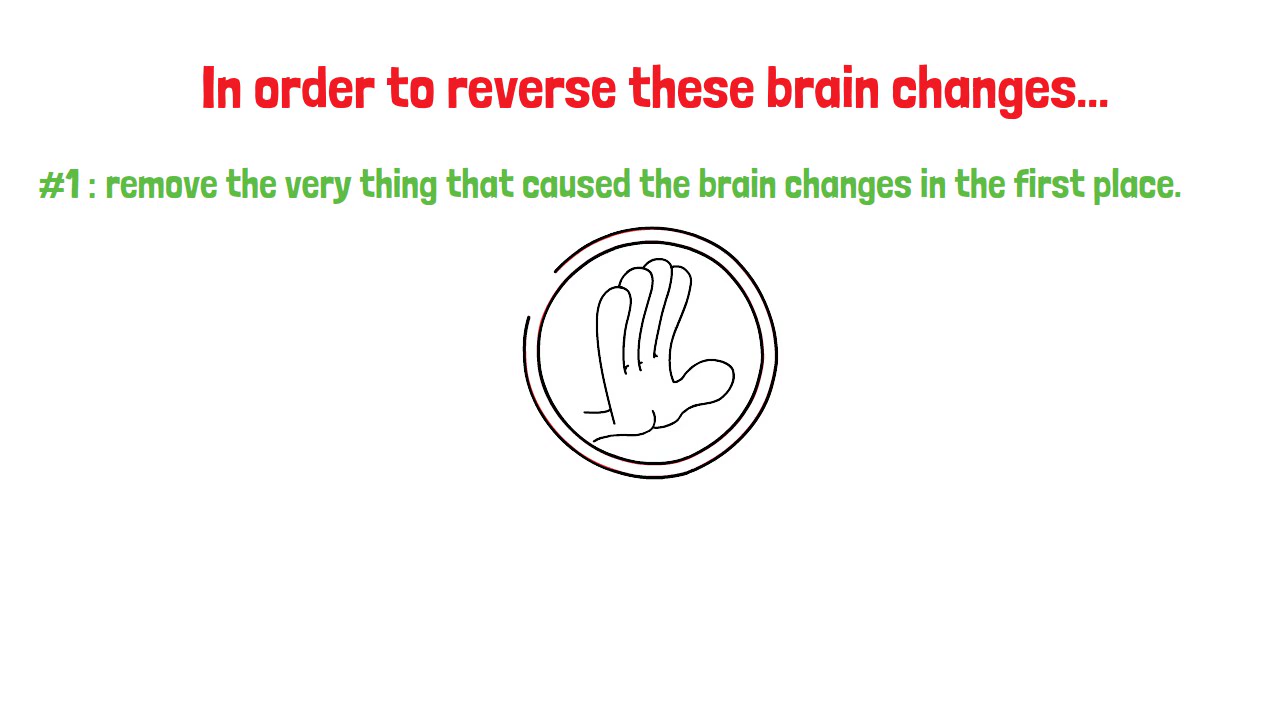 In order to reverse these brain changes...
#1 : remove the very thing that caused the brain changes in the first place.